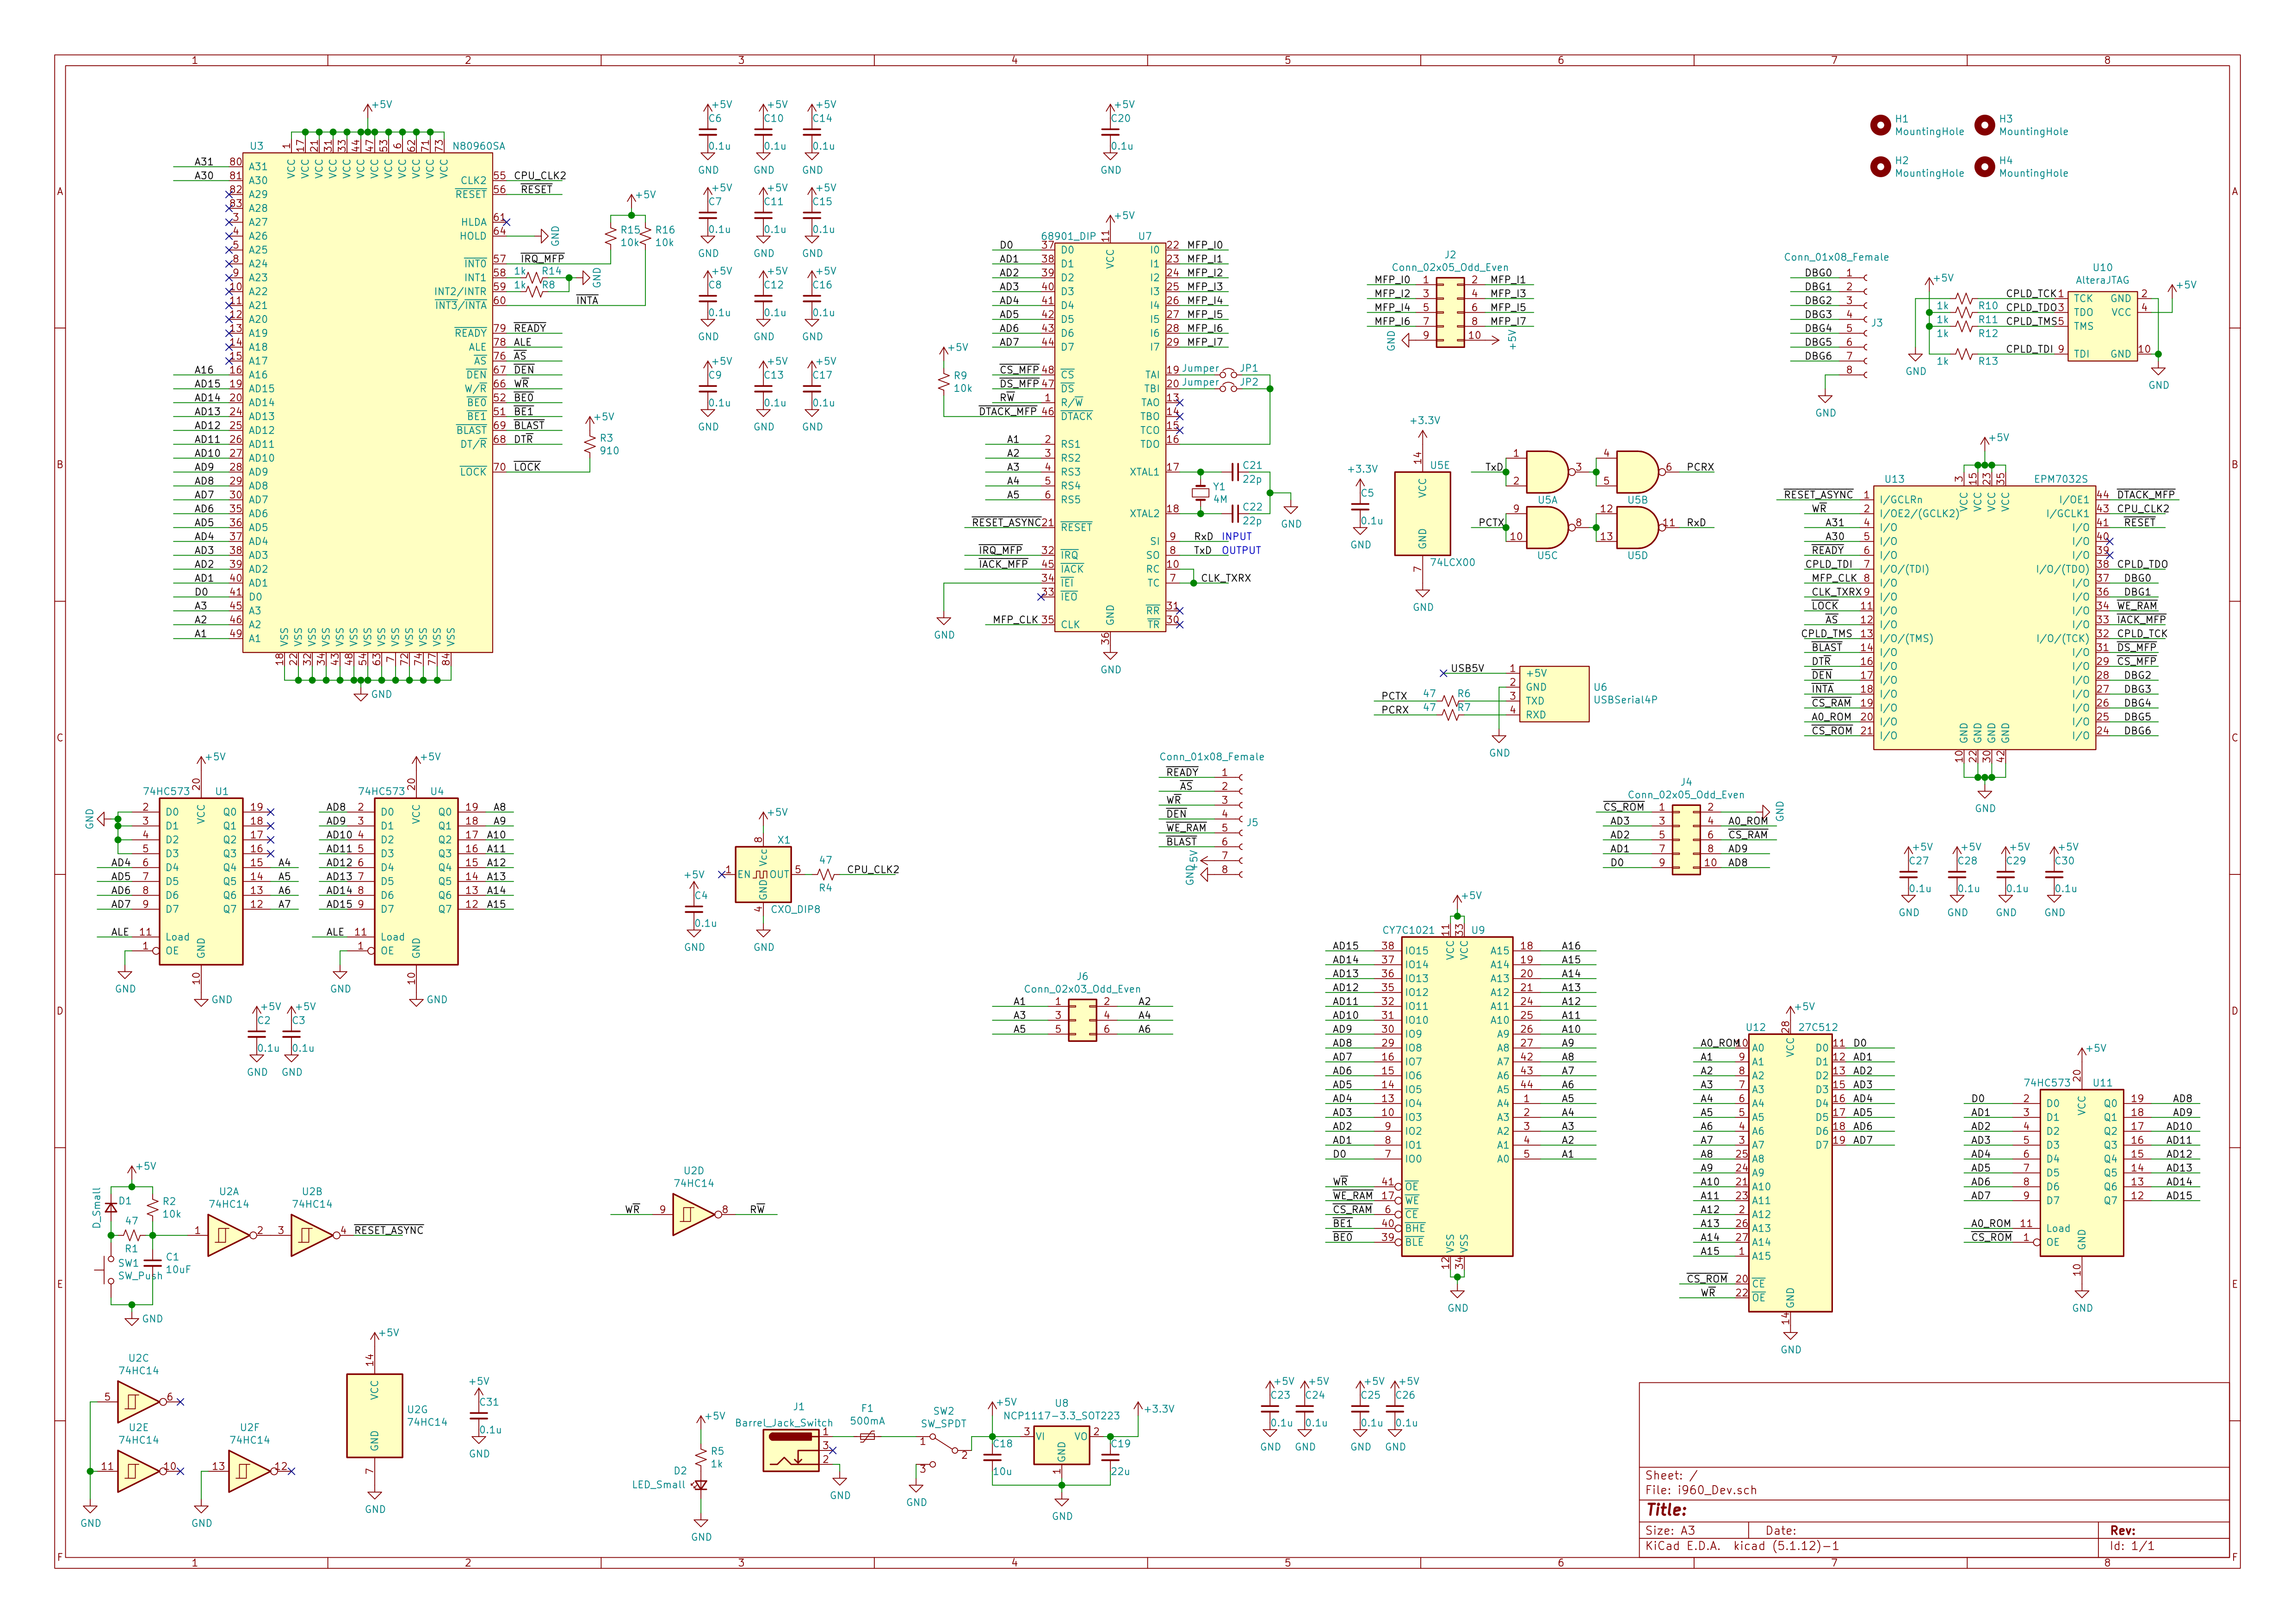 1 2 3 4 5 6 7 8
A
B
C
D
E
F
+5V
U3 N80960SA
1 17 21 31 33 44 47 53 6 62 71 73
VCC VCC VCC VCC VCC VCC VCC VCC VCC VCC VCC VCC
A31 80 A31
A30 81 A30
82 A29
83 A28
3 A27
4 A26
5 A25
8 A24
9 A23
10 A22
11 A21
12 A20
13 A19
14 A18
15 A17
A16 16 A16
AD15 19 AD15
AD14 20 AD14
AD13 24 AD13
AD12 25 AD12
AD11 26 AD11
AD10 27 AD10
AD9 28 AD9
AD8 29 AD8
AD7 30 AD7
AD6 35 AD6
AD5 36 AD5
AD4 37 AD4
AD3 38 AD3
AD2 39 AD2
AD1 40 AD1
D0 41 D0
A3 45 A3
A2 46 A2
A1 49 A1
CLK2 55 CPU_CLK2
RESET 56 RESET
HLDA 61
HOLD 64 GND
INT0 57 IRQ_MFP
INT1 58 1k R14 GND
INT2/INTR 59 1k R8
INT3/INTA 60 INTA
READY 79 READY
ALE 78 ALE
AS 76 AS
DEN 67 DEN
W/R 66 WR
BE0 52 BE0
BE1 51 BE1
BLAST 69 BLAST
DT/R 68 DTR
LOCK 70 LOCK
VSS VSS VSS VSS VSS VSS VSS VSS VSS VSS VSS VSS VSS
18 22 32 34 43 48 54 63 7 72 74 77 84
GND
+5V
R15 10k
R16 10k
+5V
R3
910
+5V C6 0.1u GND
+5V C10 0.1u GND
+5V C14 0.1u GND
+5V C7 0.1u GND
+5V C11 0.1u GND
+5V C15 0.1u GND
+5V C8 0.1u GND
+5V C12 0.1u GND
+5V C16 0.1u GND
+5V C9 0.1u GND
+5V C13 0.1u GND
+5V C17 0.1u GND
+5V C20 0.1u GND
+5V
68901_DIP 11 U7
VCC
D0 37 D0
AD1 38 D1
AD2 39 D2
AD3 40 D3
AD4 41 D4
AD5 42 D5
AD6 43 D6
AD7 44 D7
CS_MFP 48 CS
DS_MFP 47 DS
RW 1 R/W
DTACK_MFP 46 DTACK
A1 2 RS1
A2 3 RS2
A3 4 RS3
A4 5 RS4
A5 6 RS5
RESET_ASYNC 21 RESET
IRQ_MFP 32 IRQ
IACK_MFP 45 IACK
34 IEI
33 IEO
MFP_CLK 35 CLK
I0 22 MFP_I0
I1 23 MFP_I1
I2 24 MFP_I2
I3 25 MFP_I3
I4 26 MFP_I4
I5 27 MFP_I5
I6 28 MFP_I6
I7 29 MFP_I7
TAI 19 Jumper JP1
TBI 20 Jumper JP2
TAO 13
TBO 14
TCO 15
TDO 16
XTAL1 17
XTAL2 18
SI 9 RxD INPUT
SO 8 TxD OUTPUT
RC 10
TC 7 CLK_TXRX
RR 31
TR 30
GND 36 GND
+5V R9 10k
GND
C21 22p
Y1 4M
C22 22p
GND
J2
Conn_02x05_Odd_Even
MFP_I0 1 2 MFP_I1
MFP_I2 3 4 MFP_I3
MFP_I4 5 6 MFP_I5
MFP_I6 7 8 MFP_I7
GND 9 10 +5V
H1 MountingHole
H3 MountingHole
H2 MountingHole
H4 MountingHole
Conn_01x08_Female
DBG0 1
DBG1 2
DBG2 3
DBG3 4
DBG4 5
DBG5 6
DBG6 7
8
J3
GND
+5V
U10
AlteraJTAG
1k R10 CPLD_TCK 1 TCK
1k R11 CPLD_TDO 3 TDO
1k R12 CPLD_TMS 5 TMS
1k R13 CPLD_TDI 9 TDI
GND 2
VCC 4
GND 10
+5V
GND
GND
+3.3V
+3.3V C5 0.1u GND
14 VCC U5E
74LCX00
7 GND
TxD 1 2 3 U5A
4 5 6 U5B PCRX
PCTX 9 10 8 U5C
12 13 11 U5D RxD
USB5V 1 +5V
2 GND
PCTX 47 R6 3 TXD
PCRX 47 R7 4 RXD
U6
USBSerial4P
GND
+5V
U13 EPM7032S
3 15 23 35
VCC VCC VCC VCC
RESET_ASYNC 1 I/GCLRn
WR 2 I/OE2/(GCLK2)
A31 4 I/O
A30 5 I/O
READY 6 I/O
CPLD_TDI 7 I/O/(TDI)
MFP_CLK 8 I/O
CLK_TXRX 9 I/O
LOCK 11 I/O
AS 12 I/O
CPLD_TMS 13 I/O/(TMS)
BLAST 14 I/O
DTR 16 I/O
DEN 17 I/O
INTA 18 I/O
CS_RAM 19 I/O
A0_ROM 20 I/O
CS_ROM 21 I/O
I/OE1 44 DTACK_MFP
I/GCLK1 43 CPU_CLK2
I/O 41 RESET
I/O 40
I/O 39
I/O/(TDO) 38 CPLD_TDO
I/O 37 DBG0
I/O 36 DBG1
I/O 34 WE_RAM
I/O 33 IACK_MFP
I/O/(TCK) 32 CPLD_TCK
I/O 31 DS_MFP
I/O 29 CS_MFP
I/O 28 DBG2
I/O 27 DBG3
I/O 26 DBG4
I/O 25 DBG5
I/O 24 DBG6
GND GND GND GND
10 22 30 42
GND
+5V
74HC573 20 U1
VCC
GND
2 D0 Q0 19
3 D1 Q1 18
4 D2 Q2 17
5 D3 Q3 16
AD4 6 D4 Q4 15 A4
AD5 7 D5 Q5 14 A5
AD6 8 D6 Q6 13 A6
AD7 9 D7 Q7 12 A7
ALE 11 Load
1 OE
GND GND 10 GND
+5V
74HC573 20 U4
VCC
AD8 2 D0 Q0 19 A8
AD9 3 D1 Q1 18 A9
AD10 4 D2 Q2 17 A10
AD11 5 D3 Q3 16 A11
AD12 6 D4 Q4 15 A12
AD13 7 D5 Q5 14 A13
AD14 8 D6 Q6 13 A14
AD15 9 D7 Q7 12 A15
ALE 11 Load
1 OE
GND GND 10 GND
+5V C2 0.1u GND
+5V C3 0.1u GND
+5V
8 X1
Vcc
1 EN OUT 5 47 R4 CPU_CLK2
GND 4
CXO_DIP8
GND
+5V C4 0.1u GND
Conn_01x08_Female
READY 1
AS 2
WR 3
DEN 4
WE_RAM 5
BLAST 6
+5V 7
GND 8
J5
J4
Conn_02x05_Odd_Even
CS_ROM 1 2 GND
AD3 3 4 A0_ROM
AD2 5 6 CS_RAM
AD1 7 8 AD9
D0 9 10 AD8
+5V C27 0.1u GND
+5V C28 0.1u GND
+5V C29 0.1u GND
+5V C30 0.1u GND
J6
Conn_02x03_Odd_Even
A1 1 2 A2
A3 3 4 A4
A5 5 6 A6
+5V
CY7C1021 11 33 U9
VCC VCC
AD15 38 IO15 A15 18 A16
AD14 37 IO14 A14 19 A15
AD13 36 IO13 A13 20 A14
AD12 35 IO12 A12 21 A13
AD11 32 IO11 A11 24 A12
AD10 31 IO10 A10 25 A11
AD9 30 IO9 A9 26 A10
AD8 29 IO8 A8 27 A9
AD7 16 IO7 A7 42 A8
AD6 15 IO6 A6 43 A7
AD5 14 IO5 A5 44 A6
AD4 13 IO4 A4 1 A5
AD3 10 IO3 A3 2 A4
AD2 9 IO2 A2 3 A3
AD1 8 IO1 A1 4 A2
D0 7 IO0 A0 5 A1
WR 41 OE
WE_RAM 17 WE
CS_RAM 6 CE
BE1 40 BHE
BE0 39 BLE
VSS VSS
12 34
GND
+5V
U12 28 27C512
VCC
A0_ROM 10 A0 D0 11 D0
A1 9 A1 D1 12 AD1
A2 8 A2 D2 13 AD2
A3 7 A3 D3 15 AD3
A4 6 A4 D4 16 AD4
A5 5 A5 D5 17 AD5
A6 4 A6 D6 18 AD6
A7 3 A7 D7 19 AD7
A8 25 A8
A9 24 A9
A10 21 A10
A11 23 A11
A12 2 A12
A13 26 A13
A14 27 A14
A15 1 A15
CS_ROM 20 CE
WR 22 OE
GND 14 GND
+5V
74HC573 20 U11
VCC
D0 2 D0 Q0 19 AD8
AD1 3 D1 Q1 18 AD9
AD2 4 D2 Q2 17 AD10
AD3 5 D3 Q3 16 AD11
AD4 6 D4 Q4 15 AD12
AD5 7 D5 Q5 14 AD13
AD6 8 D6 Q6 13 AD14
AD7 9 D7 Q7 12 AD15
A0_ROM 11 Load
CS_ROM 1 OE
GND 10 GND
+5V
D_Small D1
R2 10k
47 R1
SW1 SW_Push
C1 10uF
GND
U2A 74HC14
1 2
U2B 74HC14
3 4 RESET_ASYNC
U2D 74HC14
WR 9 8 RW
U2C 74HC14
5 6
U2E 74HC14
11 10
U2F 74HC14
13 12
GND GND
+5V
14 VCC
U2G
74HC14
GND 7
GND
+5V C31 0.1u GND
+5V
R5 1k
D2
LED_Small
GND
J1
Barrel_Jack_Switch
1 3 2
GND
F1
500mA
SW2
SW_SPDT
1 2 3
GND
+5V
C18 10u
U8
NCP1117-3.3_SOT223
3 VI VO 2
GND 1
GND
+3.3V
C19 22u
+5V C23 0.1u GND
+5V C24 0.1u GND
+5V C25 0.1u GND
+5V C26 0.1u GND
Sheet: /
File: i960_Dev.sch
Title:
Size: A3 Date: Rev:
KiCad E.D.A. kicad (5.1.12)-1 Id: 1/1
1 2 3 4 5 6 7 8
A
B
C
D
E
F